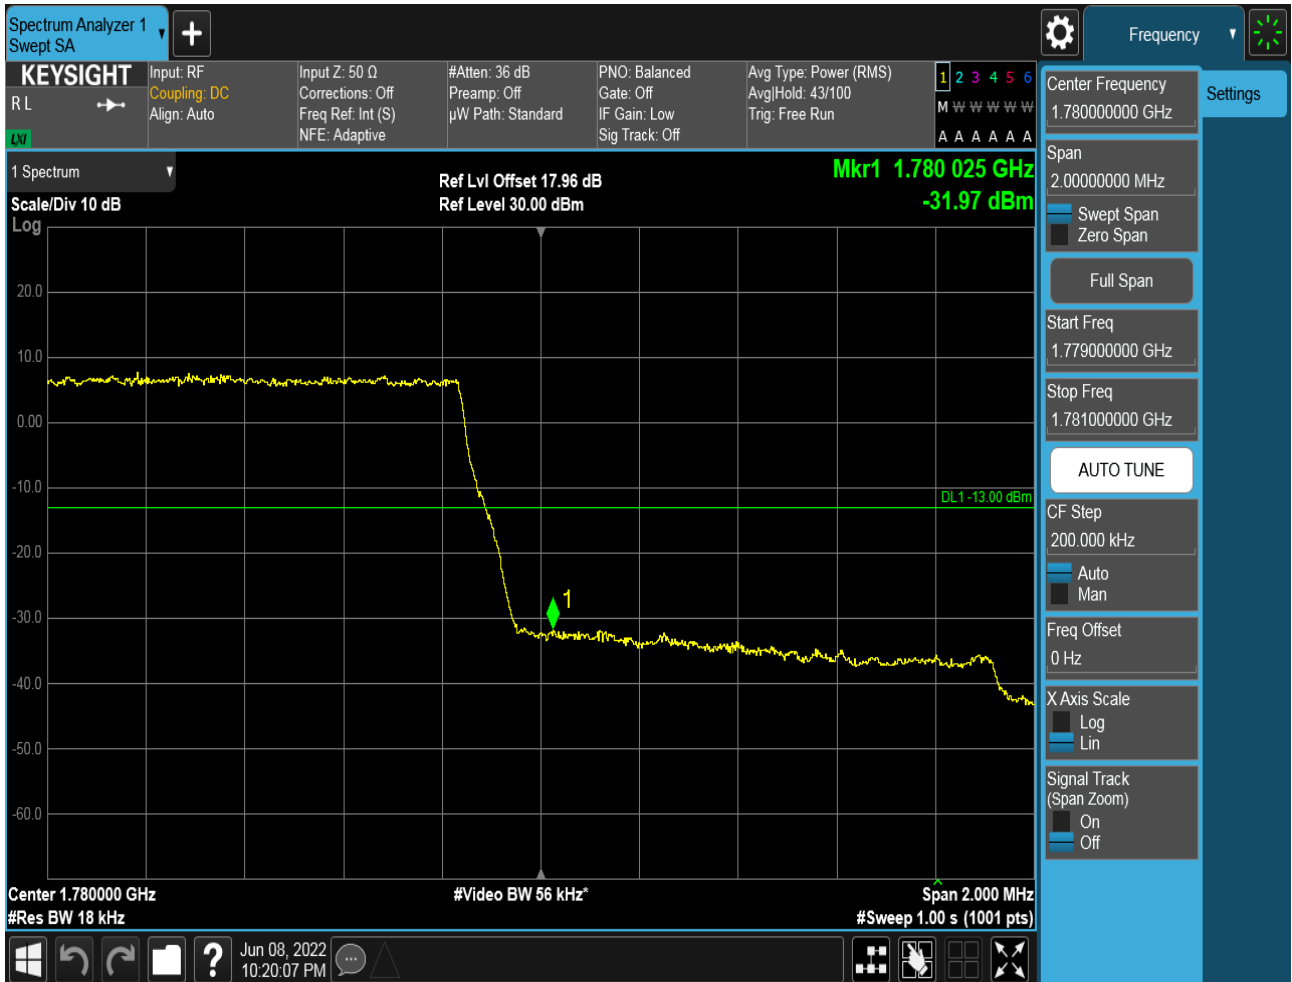 Spectrum Analyzer 1
Swept SA
Frequency
KEYSIGHT
R L
LXI
Input: RF
Coupling: DC
Align: Auto
Input Z: 50 Ω
Corrections: Off
Freq Ref: Int (S)
NFE: Adaptive
#Atten: 36 dB
Preamp: Off
µW Path: Standard
PNO: Balanced
Gate: Off
IF Gain: Low
Sig Track: Off
Avg Type: Power (RMS)
Avg|Hold: 43/100
Trig: Free Run
1 2 3 4 5 6
M W W W W W
A A A A A A
1 Spectrum
Scale/Div 10 dB
Log
Ref Lvl Offset 17.96 dB
Ref Level 30.00 dBm
Mkr1 1.780 025 GHz
-31.97 dBm
20.0
10.0
0.00
-10.0
DL1 -13.00 dBm
-20.0
1
-30.0
-40.0
-50.0
-60.0
Center 1.780000 GHz
#Video BW 56 kHz*
Span 2.000 MHz
#Res BW 18 kHz
#Sweep 1.00 s (1001 pts)
?
Jun 08, 2022
10:20:07 PM
Center Frequency
1.780000000 GHz
Settings
Span
2.00000000 MHz
Swept Span
Zero Span
Full Span
Start Freq
1.779000000 GHz
Stop Freq
1.781000000 GHz
AUTO TUNE
CF Step
200.000 kHz
Auto
Man
Freq Offset
0 Hz
X Axis Scale
Log
Lin
Signal Track
(Span Zoom)
On
Off